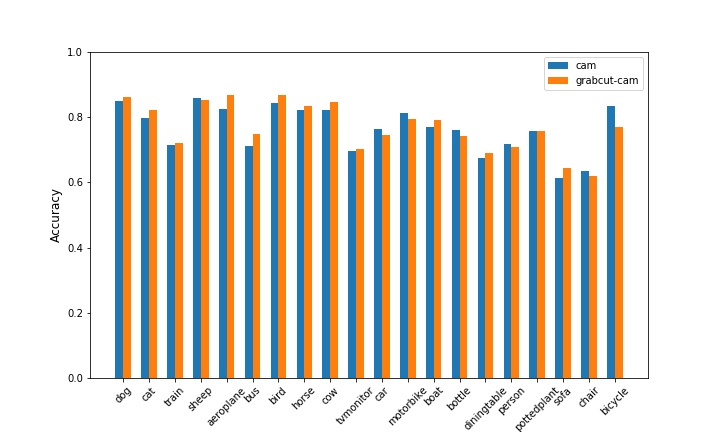 cam
grabcut-cam
1.0
0.8
0.6
0.4
0.2
0.0
Accuracy
dog
cat
train
sheep
aeroplane
bus
bird
horse
cow
tvmonitor
car
motorbike
boat
bottle
diningtable
person
pottedplant
sofa
chair
bicycle